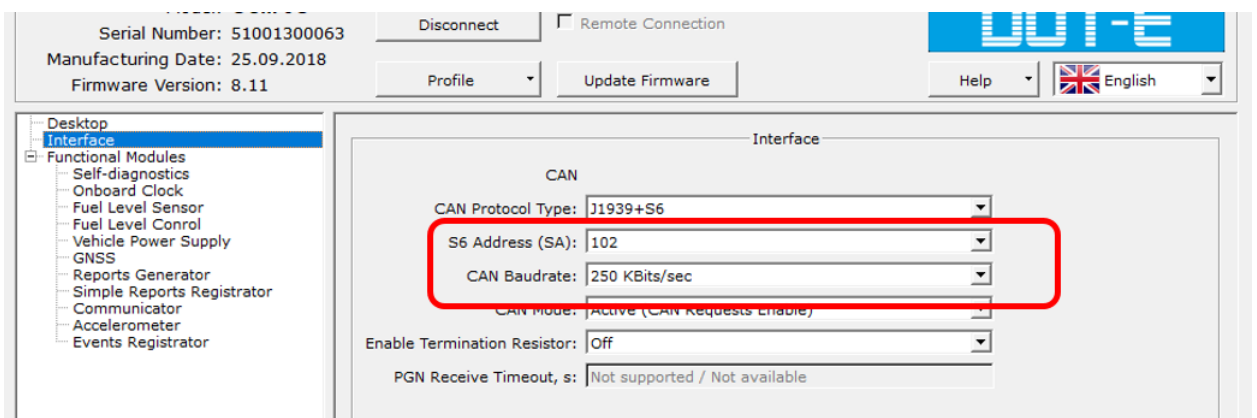 Serial Number: 51001300063
Manufacturing Date: 25.09.2018
Firmware Version: 8.11
Disconnect
Remote Connection
Profile
Update Firmware
DUT-E
Help
English
Desktop
Interface
Functional Modules
Self-diagnostics
Onboard Clock
Fuel Level Sensor
Fuel Level Conrol
Vehicle Power Supply
GNSS
Reports Generator
Simple Reports Registrator
Communicator
Accelerometer
Events Registrator
Interface
CAN
CAN Protocol Type: J1939+S6
S6 Address (SA): 102
CAN Baudrate: 250 KBits/sec
CAN Mode: Active (CAN Requests Enable)
Enable Termination Resistor: Off
PGN Receive Timeout, s: Not supported / Not available